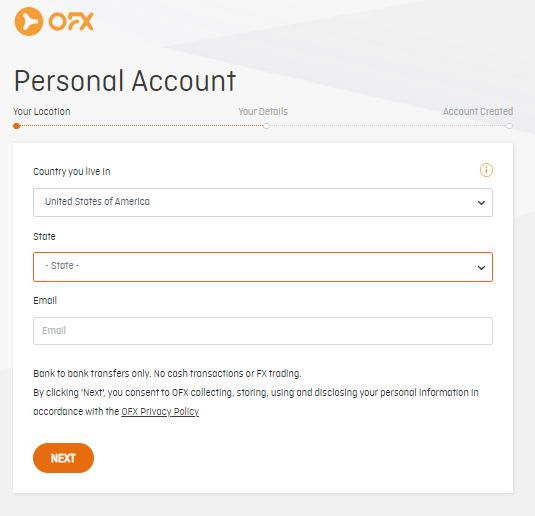 OFX
Personal Account
Your Location
Your Details
Account Created
Country you live in
i
United States of America
State
- State -
Email
Email
Bank to bank transfers only. No cash transactions or FX trading.
By clicking 'Next', you consent to OFX collecting, storing, using and disclosing your personal information in
accordance with the OFX Privacy Policy
NEXT